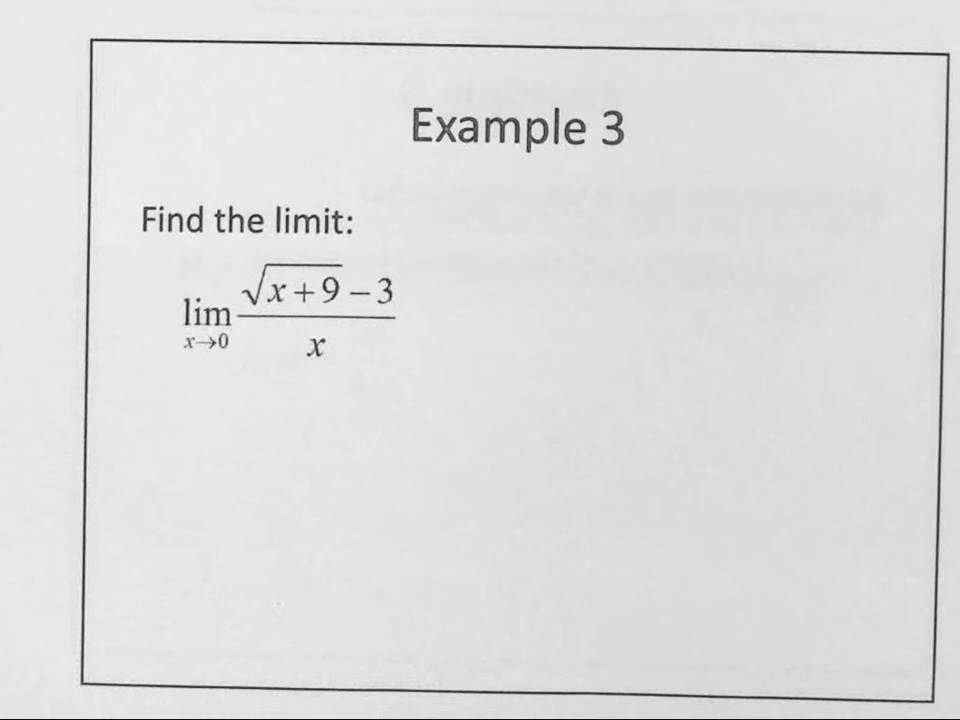 Example 3
Find the limit:
lim x→0 (√x+9 − 3)/x